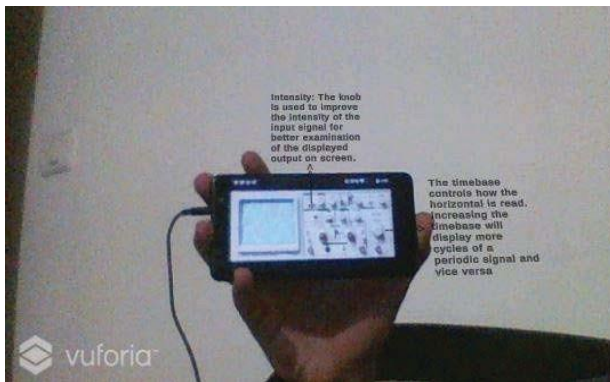 Intensity: The knob
is used to improve
the intensity of the
input signal for
better examination
of the displayed
output on screen.
The timebase
controls how the
horizontal is read.
increasing the
timebase will
display more
cycles of a
periodic signal and
vice versa
vuforia